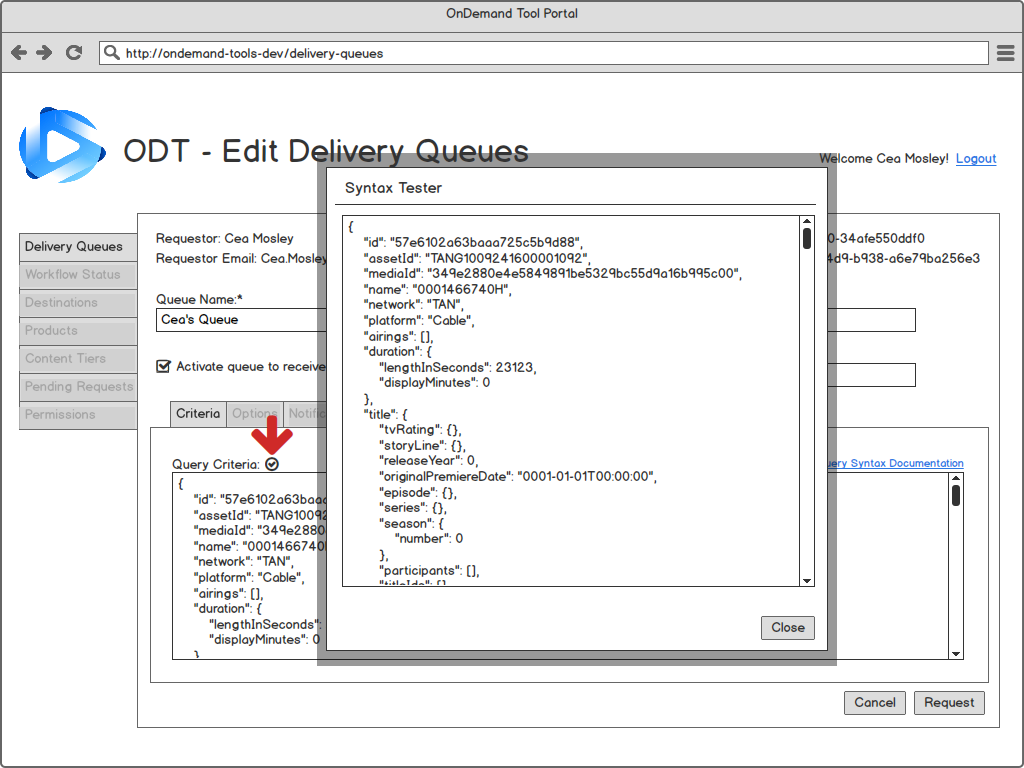 OnDemand Tool Portal
http://ondemand-tools-dev/delivery-queues
ODT - Edit Delivery Queues
Welcome Cea Mosley! Logout
Delivery Queues
Workflow Status
Destinations
Products
Content Tiers
Pending Requests
Permissions
Requestor: Cea Mosley
0-34afe550ddf0
Requestor Email: Cea.Mosley
4d9-b938-a6e79ba256e3
Queue Name:*
Cea's Queue
Activate queue to receive
Criteria
Options
Query Criteria:
Syntax Documentation
{
"id": "57e6102a63baaa
"assetId": "TANG10092
"mediaId": "349e2880
"name": "0001466740H
"network": "TAN",
"platform": "Cable",
"airings": [],
"duration": {
"lengthInSeconds":
"displayMinutes": 0
}
Syntax Tester
{
"id": "57e6102a63baaa725c5b9d88",
"assetId": "TANG1009241600001092",
"mediaId": "349e2880e4e5849891be5329bc55d9a16b995c00",
"name": "0001466740H",
"network": "TAN",
"platform": "Cable",
"airings": [],
"duration": {
"lengthInSeconds": 23123,
"displayMinutes": 0
},
"title": {
"tvRating": {},
"storyLine": {},
"releaseYear": 0,
"originalPremiereDate": "0001-01-01T00:00:00",
"episode": {},
"series": {},
"season": {
"number": 0
},
"participants": [],
"titleIds": [],
Close
Cancel
Request